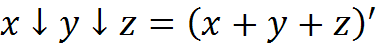 x ↓ y ↓ z = (x + y + z)′